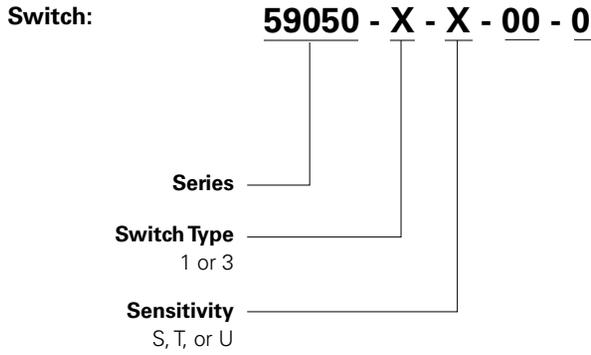 Switch: 59050 - X - X - 00 - 0
Series
Switch Type
1 or 3
Sensitivity
S, T, or U